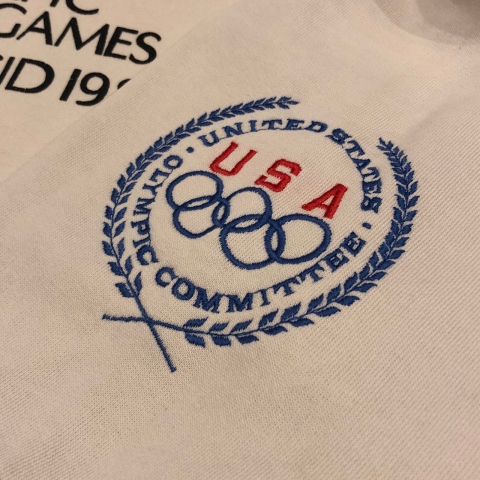 GAMES
USA
UNITED STATES
OLYMPIC COMMITTEE